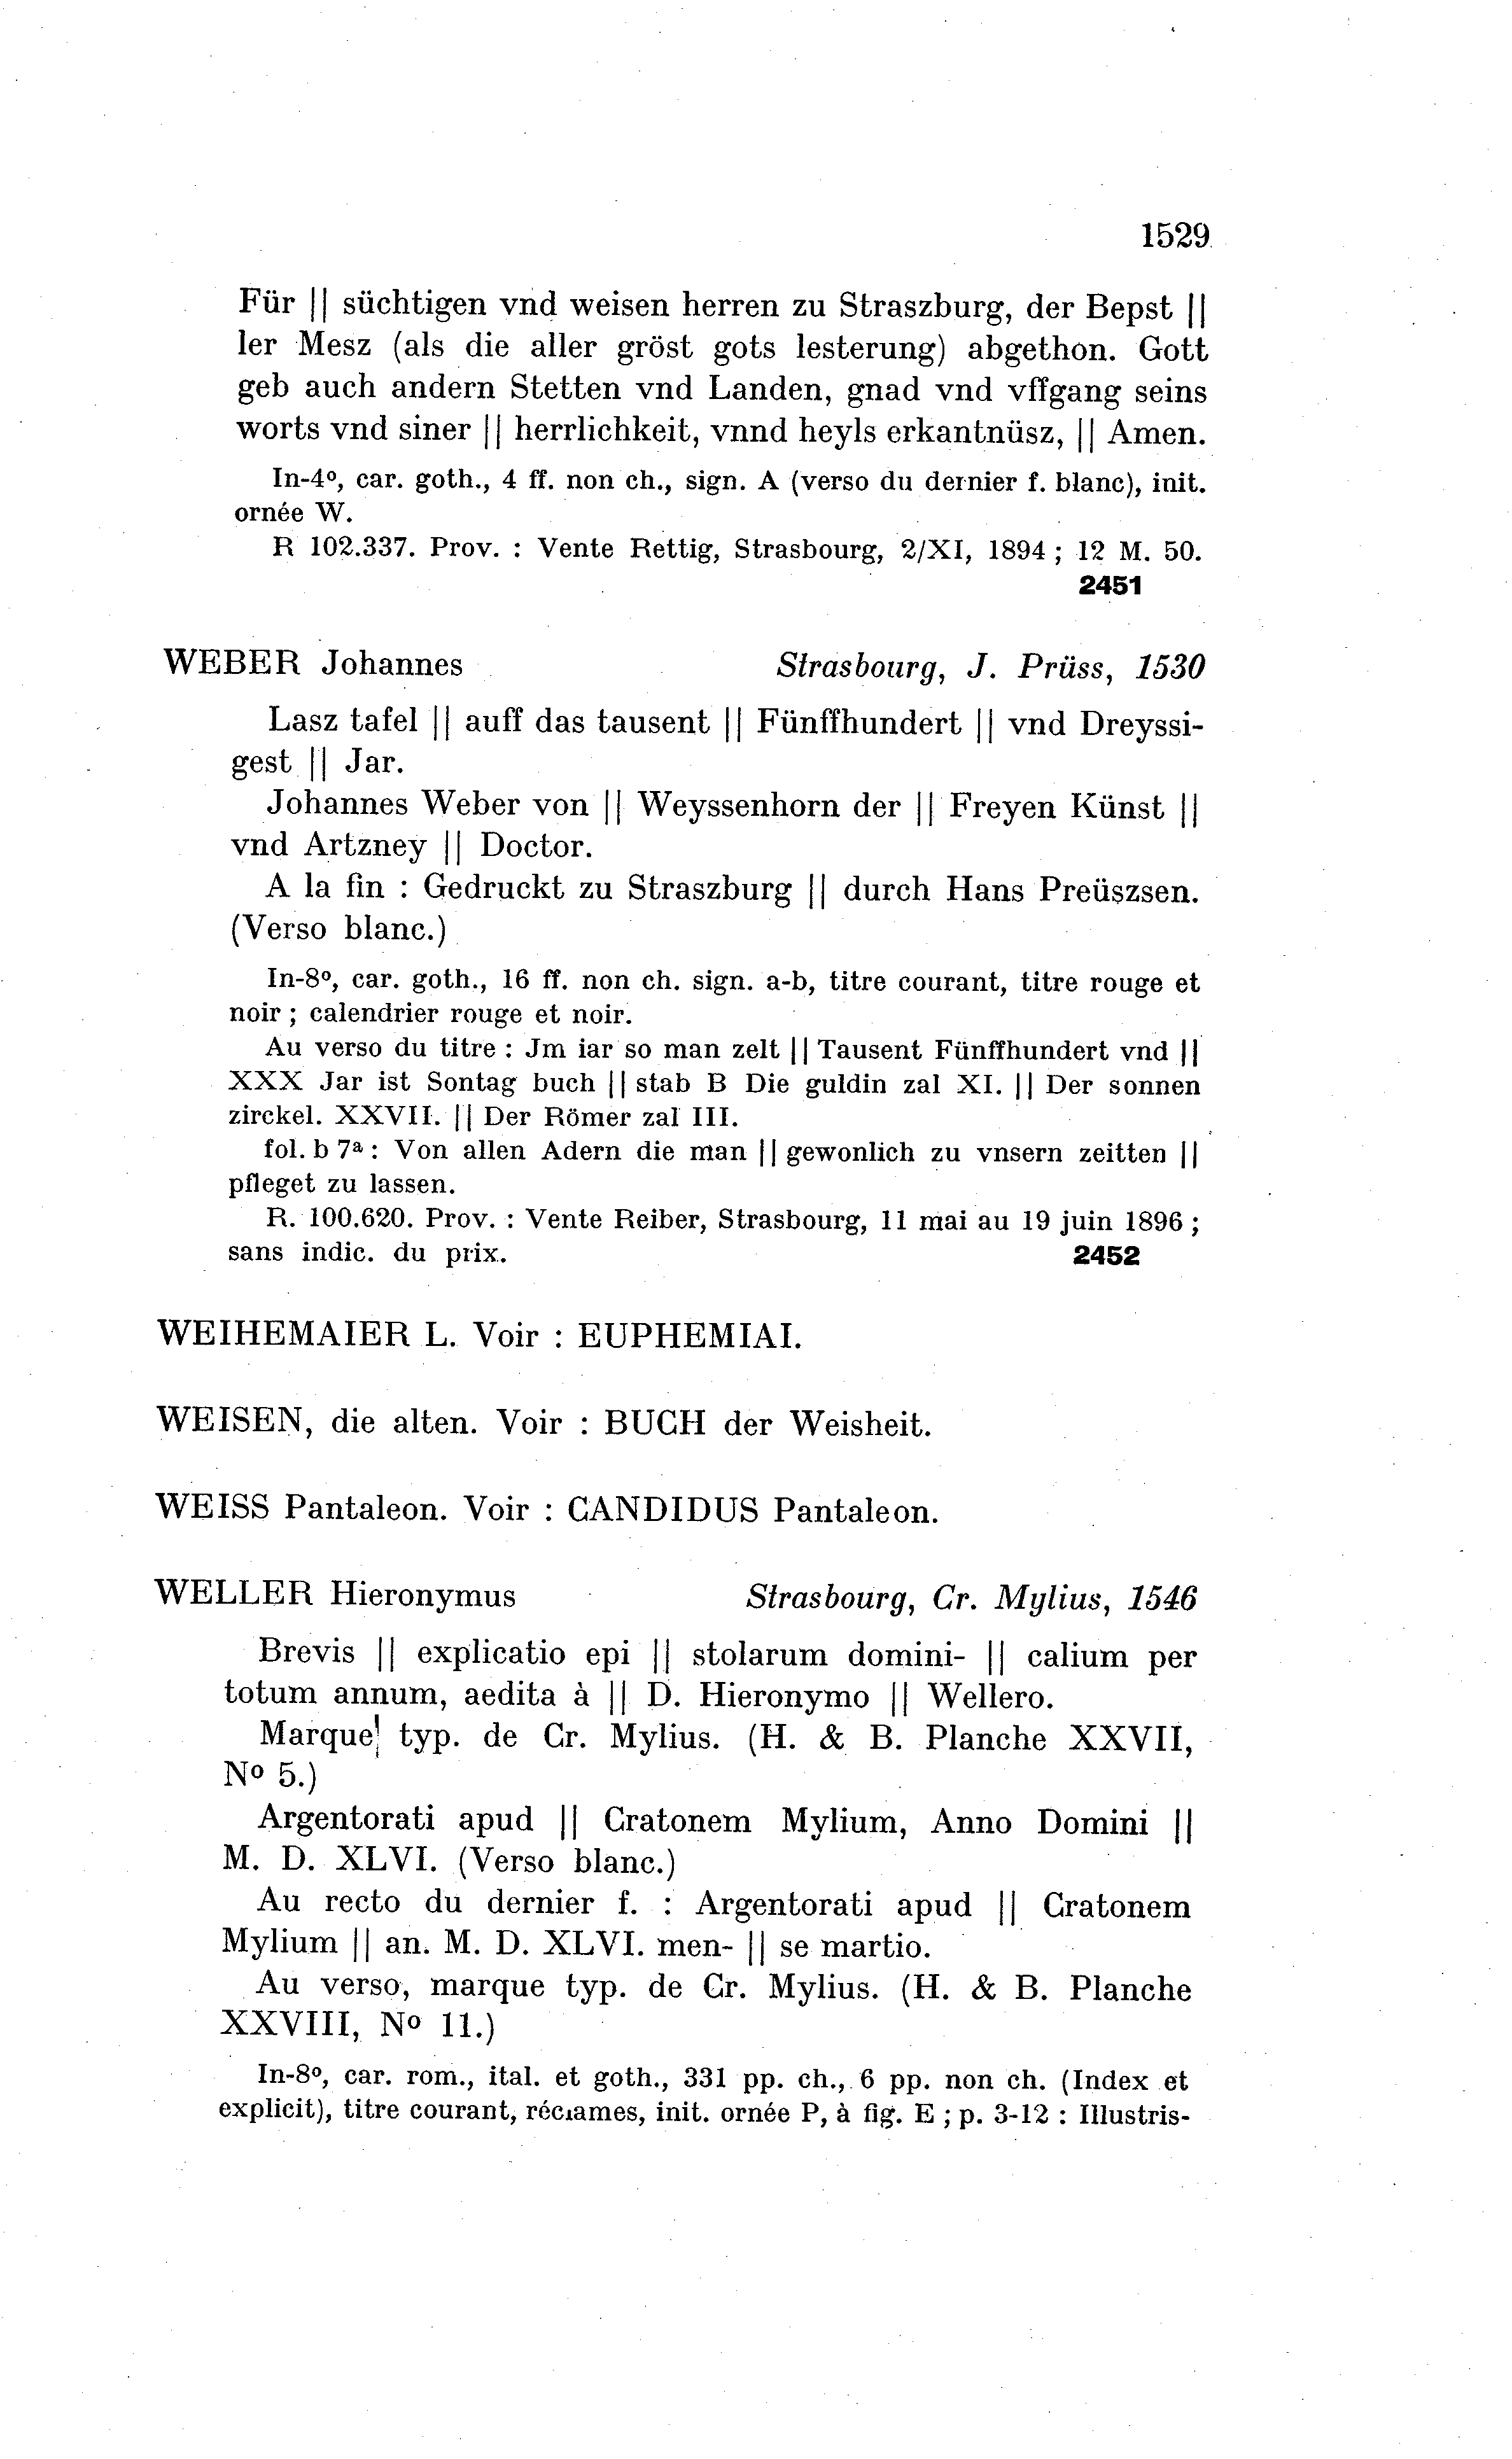 1529
Für || süchtigen vnd weisen herren zu Straszburg, der Bepst ||
ler Mesz (als die aller gröst gots lesterung) abgethon. Gott
geb auch andern Stetten vnd Landen, gnad vnd vffgang seins
worts vnd siner || herrlichkeit, vnnd heyls erkantnüsz, || Amen.
In-4º, car. goth., 4 ff. non ch., sign. A (verso du dernier f. blanc), init.
ornée W.
R 102.337. Prov. : Vente Rettig, Strasbourg, 2/XI, 1894 ; 12 M. 50.
2451
WEBER Johannes Strasbourg, J. Prüss, 1530
Lasz tafel || auff das tausent || Fünffhundert || vnd Dreyssi-
gest || Jar.
Johannes Weber von || Weyssenhorn der || Freyen Künst ||
vnd Artzney || Doctor.
A la fin : Gedruckt zu Straszburg || durch Hans Preüszsen.
(Verso blanc.)
In-8º, car. goth., 16 ff. non ch. sign. a-b, titre courant, titre rouge et
noir ; calendrier rouge et noir.
Au verso du titre : Jm iar so man zelt || Tausent Fünffhundert vnd ||
XXX Jar ist Sontag buch || stab B Die guldin zal XI. || Der sonnen
zirckel. XXVII. || Der Römer zal III.
fol. b 7ª : Von allen Adern die man || gewonlich zu vnsern zeitten ||
pfleget zu lassen.
R. 100.620. Prov. : Vente Reiber, Strasbourg, 11 mai au 19 juin 1896 ;
sans indic. du prix. 2452
WEIHEMAIER L. Voir : EUPHEMIAI.
WEISEN, die alten. Voir : BUCH der Weisheit.
WEISS Pantaleon. Voir : CANDIDUS Pantaleon.
WELLER Hieronymus Strasbourg, Cr. Mylius, 1546
Brevis || explicatio epi || stolarum domini- || calium per
totum annum, aedita à || D. Hieronymo || Wellero.
Marque typ. de Cr. Mylius. (H. & B. Planche XXVII,
Nº 5.)
Argentorati apud || Cratonem Mylium, Anno Domini ||
M. D. XLVI. (Verso blanc.)
Au recto du dernier f. : Argentorati apud || Cratonem
Mylium || an. M. D. XLVI. men- || se martio.
Au verso, marque typ. de Cr. Mylius. (H. & B. Planche
XXVIII, Nº 11.)
In-8º, car. rom., ital. et goth., 331 pp. ch., 6 pp. non ch. (Index et
explicit), titre courant, réclames, init. ornée P, à fig. E ; p. 3-12 : Illustris-